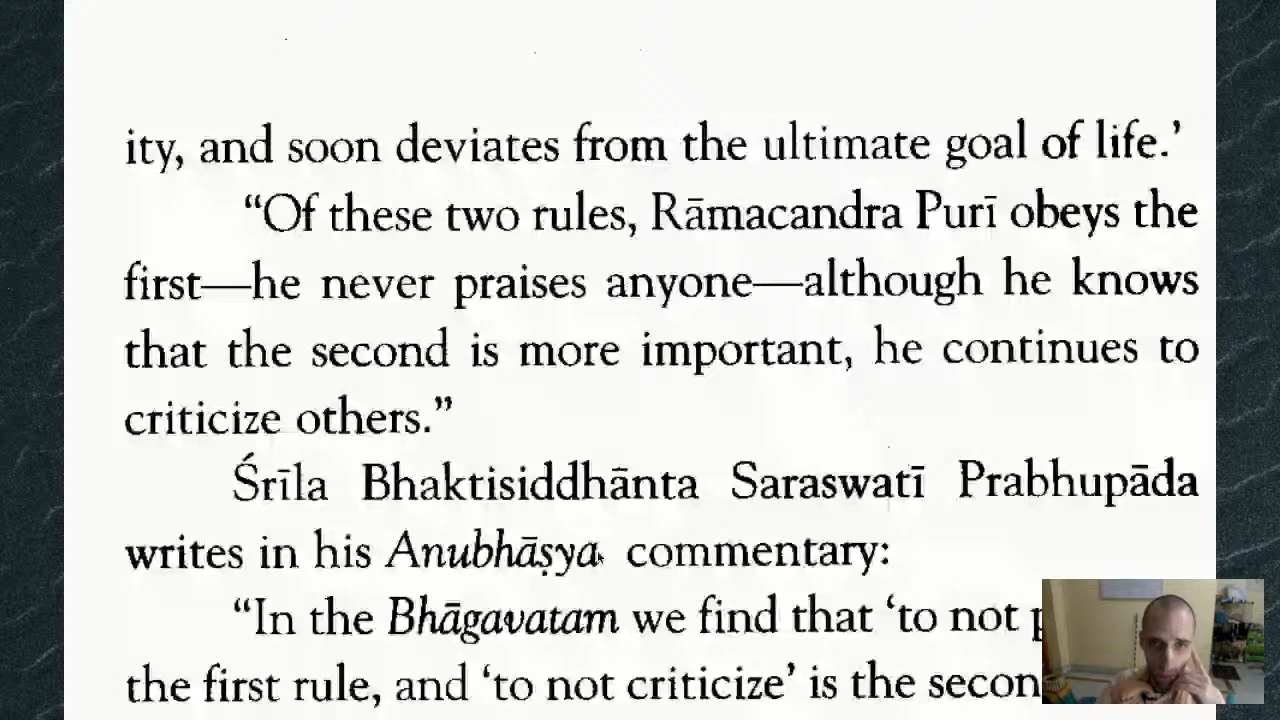 ity, and soon deviates from the ultimate goal of life.’
“Of these two rules, Rāmacandra Purī obeys the
first—he never praises anyone—although he knows
that the second is more important, he continues to
criticize others.”
Śrīla Bhaktisiddhānta Saraswatī Prabhupāda
writes in his Anubhāṣya commentary:
“In the Bhāgavatam we find that ‘to not
the first rule, and ‘to not criticize’ is the